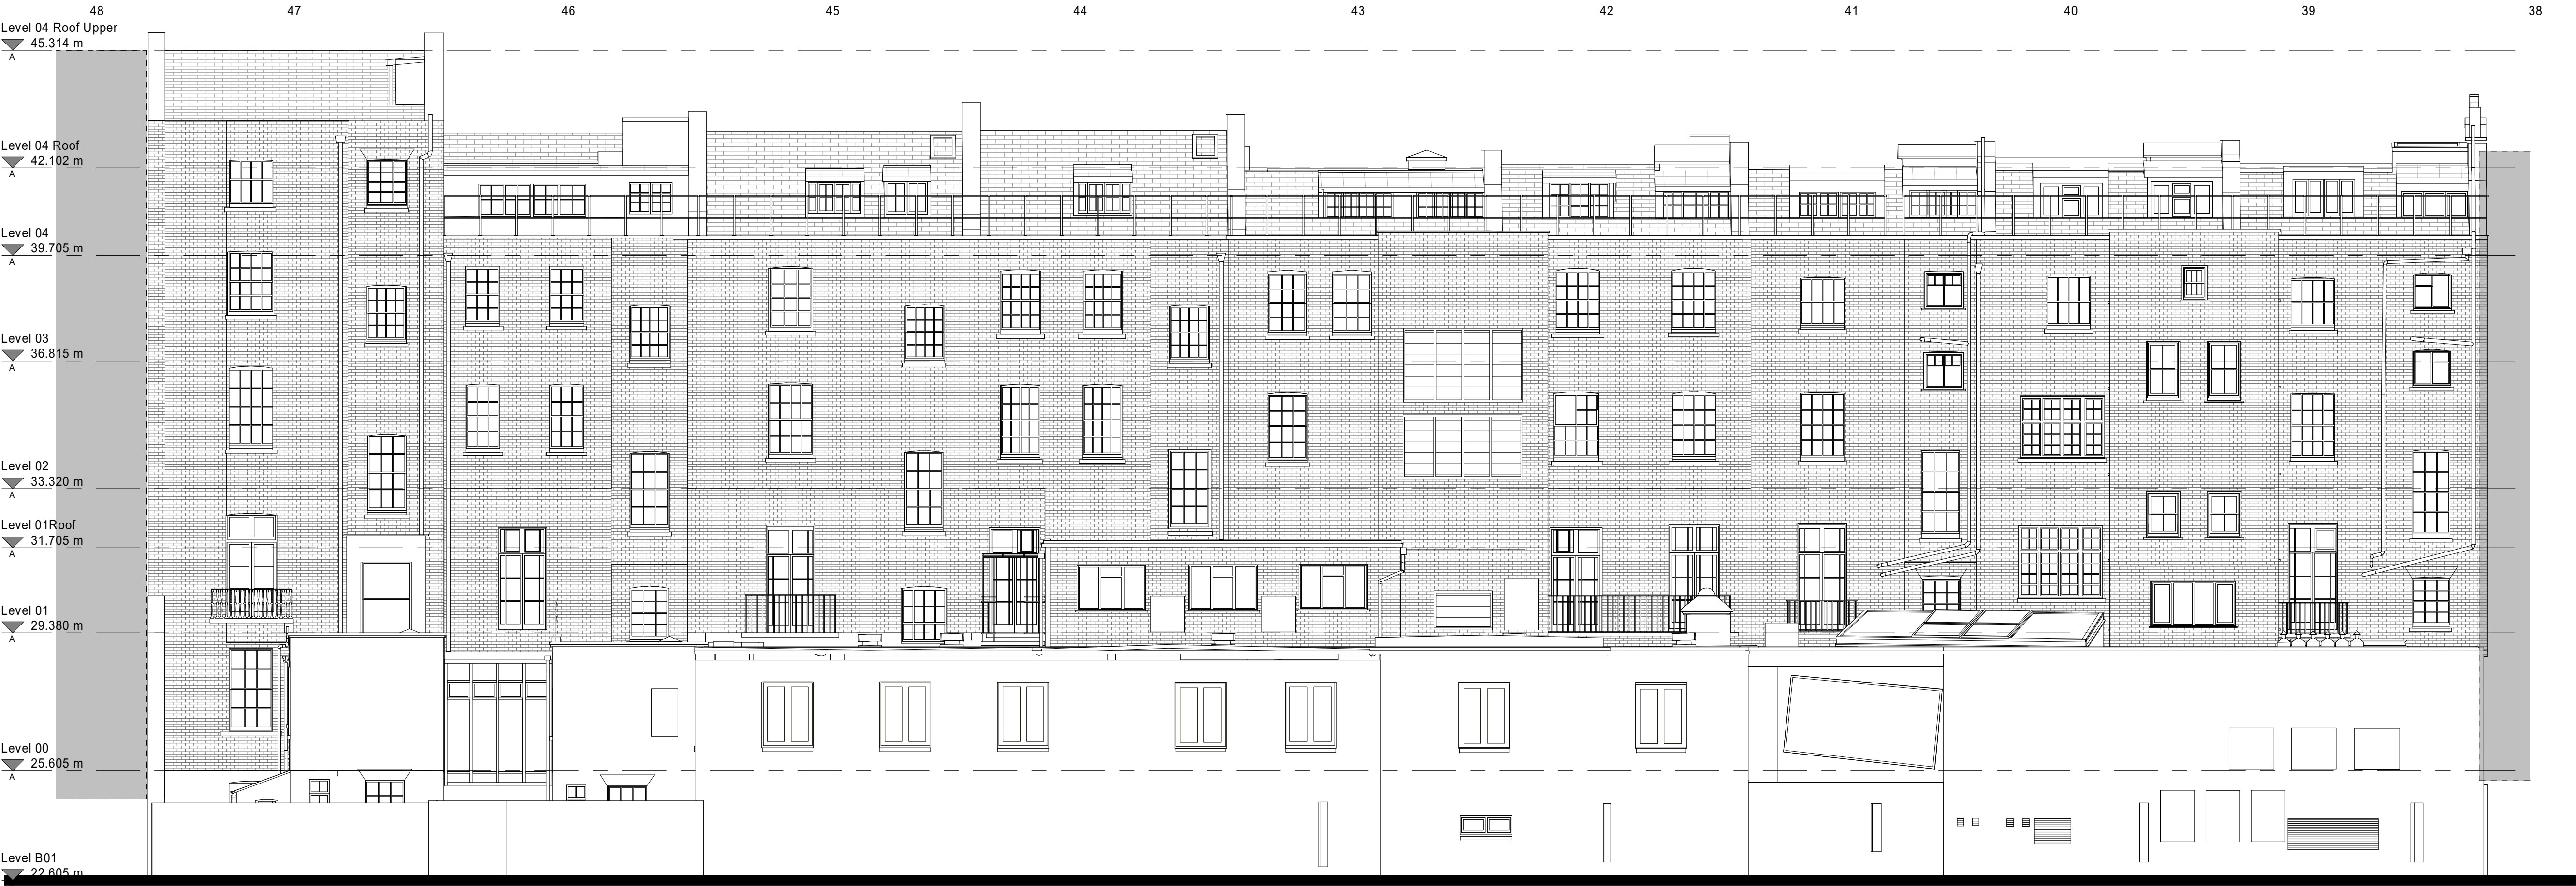 48 47 46 45 44 43 42 41 40 39 38
Level 04 Roof Upper
45.314 m
A
Level 04 Roof
42.102 m
A
Level 04
39.705 m
A
Level 03
36.815 m
A
Level 02
33.320 m
A
Level 01Roof
31.705 m
A
Level 01
29.380 m
A
Level 00
25.605 m
A
Level B01
22.605 m